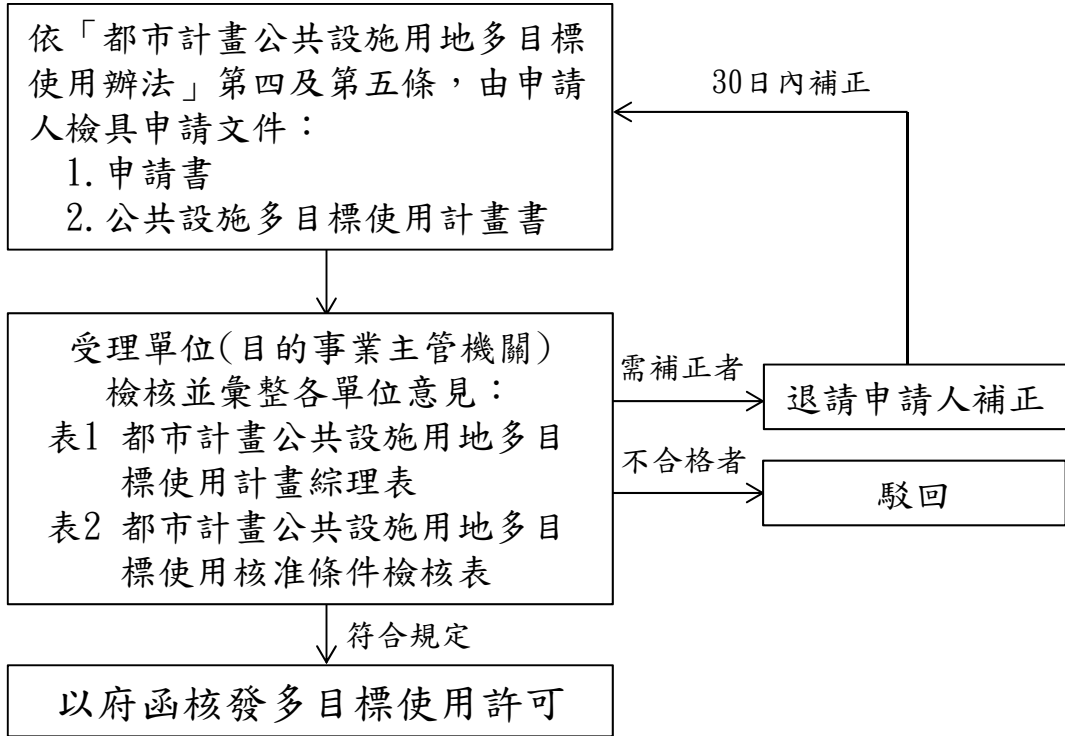 依「都市計畫公共設施用地多目標
使用辦法」第四及第五條，由申請
人檢具申請文件：
1.申請書
2.公共設施多目標使用計畫書
30日內補正
受理單位(目的事業主管機關)
檢核並彙整各單位意見：
表1 都市計畫公共設施用地多目
標使用計畫綜理表
表2 都市計畫公共設施用地多目
標使用核准條件檢核表
需補正者
退請申請人補正
不合格者
駁回
符合規定
以府函核發多目標使用許可